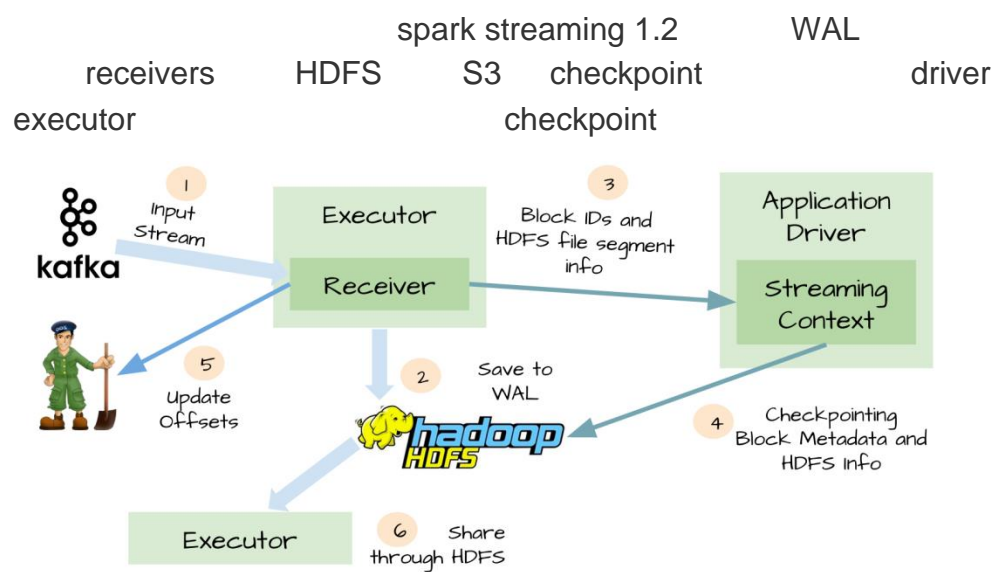 spark streaming 1.2 WAL
receivers HDFS S3 checkpoint driver
executor checkpoint
1
Input
Stream
kafka
Executor
Receiver
3
Block IDs and
HDFS file segment
info
Application
Driver
Streaming
Context
5
Update
Offsets
2
Save to
WAL
hadoop
HDFS
4
Checkpointing
Block Metadata and
HDFS Info
Executor
6 Share
through HDFS